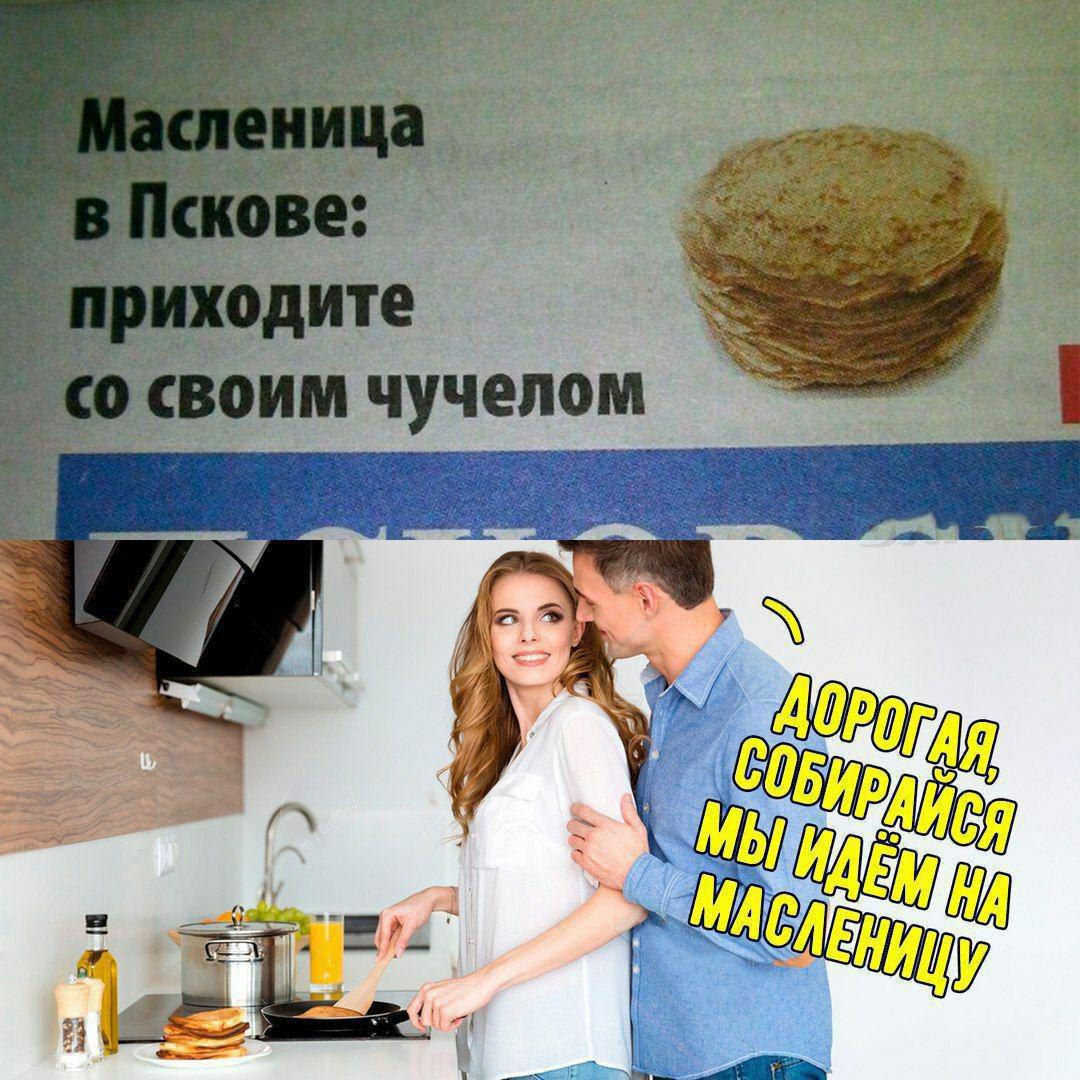 Масленица
в Пскове:
приходите
со своим чучелом
ДОРОГАЯ,
СОБИРАЙСЯ
МЫ ИДЁМ НА
МАСЛЕНИЦУ